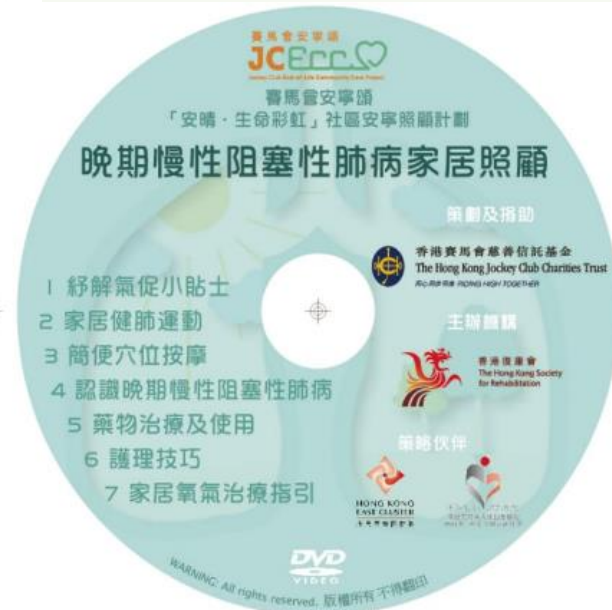 賽馬會安寧頌
JCECC
Jockey Club End-of-Life Community Care Project
賽馬會安寧頌
「安晴・生命彩虹」社區安寧照顧計劃
晚期慢性阻塞性肺病家居照顧
策劃及捐助
香港賽馬會慈善信託基金
The Hong Kong Jockey Club Charities Trust
同心同步同進 RIDING HIGH TOGETHER
1 紓解氣促小貼士
2 家居健肺運動
3 簡便穴位按摩
4 認識晚期慢性阻塞性肺病
5 藥物治療及使用
6 護理技巧
7 家居氧氣治療指引
主辦機構
香港復康會
The Hong Kong Society
for Rehabilitation
策略伙伴
HONG KONG
EAST CLUSTER
DVD
VIDEO
WARNING: All rights reserved. 版權所有 不得翻印